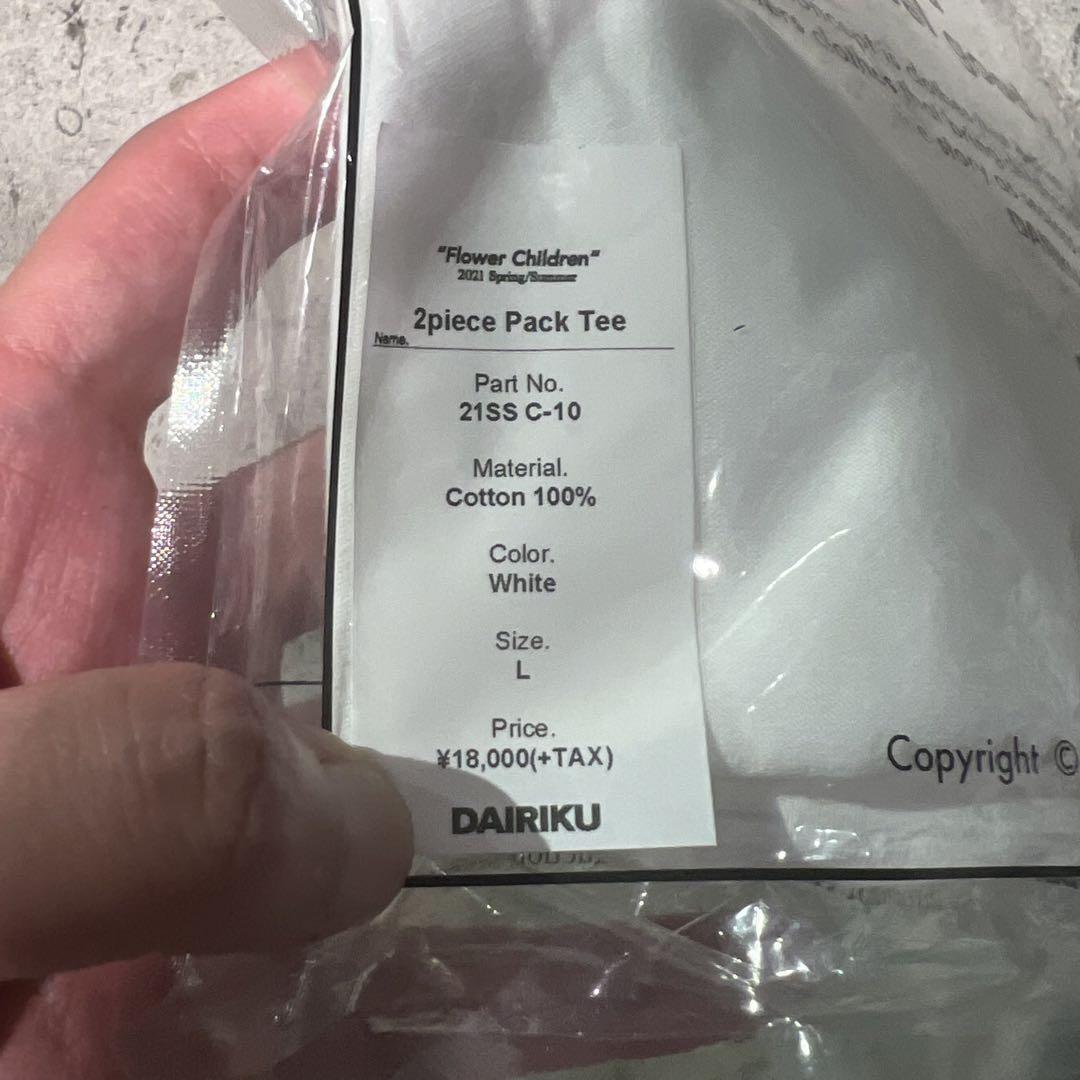 "Flower Children"
2021 Spring/Summer
2piece Pack Tee
Name.
Part No.
21SS C-10
Material.
Cotton 100%
Color.
White
Size.
L
Price.
¥18,000(+TAX)
DAIRIKU
Copyright ©